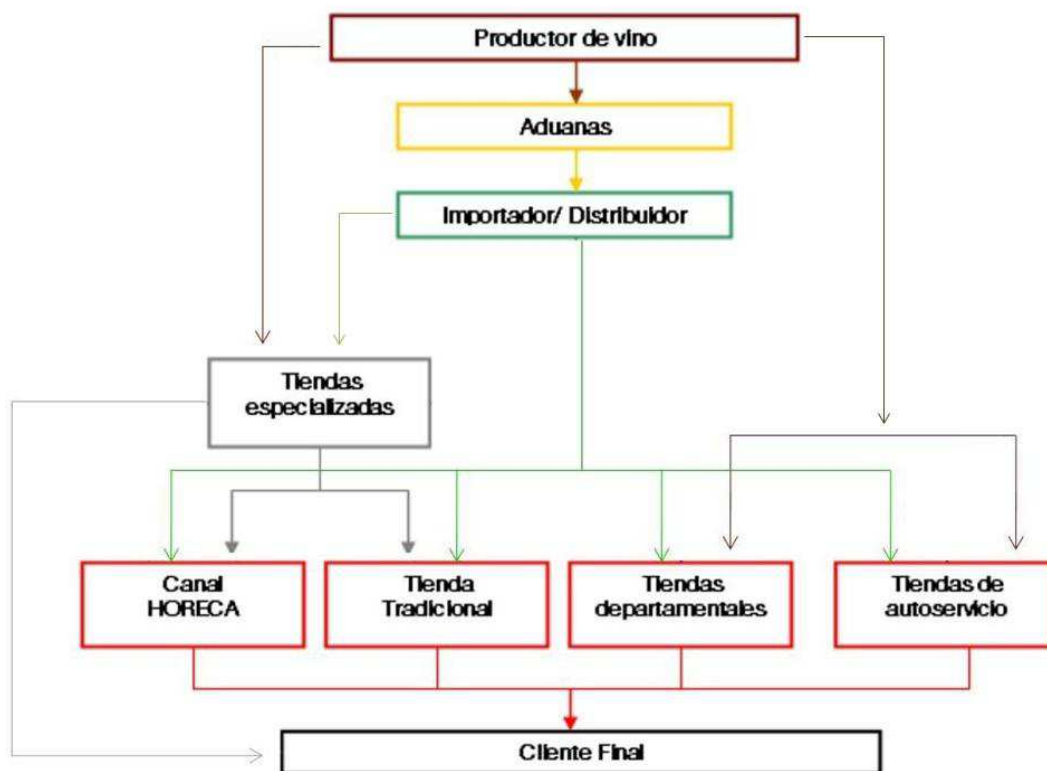 Productor de vino
Aduanas
Importador/ Distribuidor
Tiendas
especializadas
Canal
HORECA
Tienda
Tradicional
Tiendas
departamentales
Tiendas de
autoservicio
Cliente Final